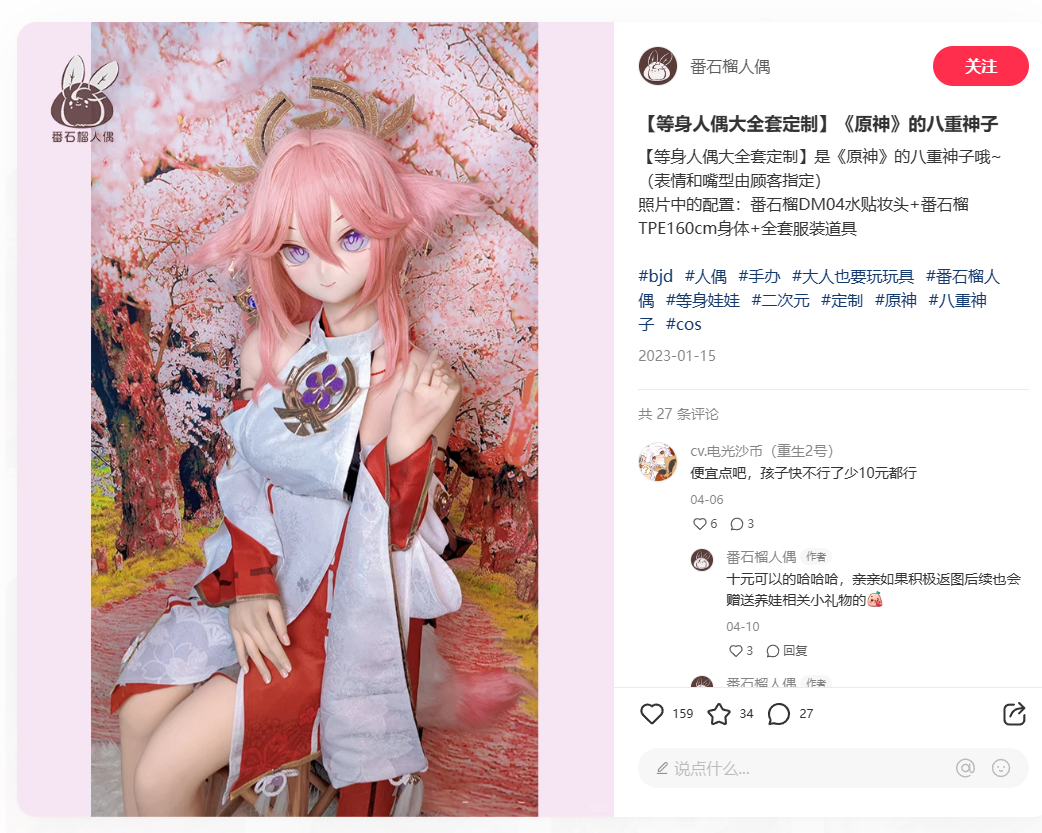 番石榴人偶
番石榴人偶
关注
【等身人偶大全套定制】《原神》的八重神子
【等身人偶大全套定制】是《原神》的八重神子哦~
（表情和嘴型由顾客指定）
照片中的配置：番石榴DM04水贴妆头+番石榴
TPE160cm身体+全套服装道具
#bjd #人偶 #手办 #大人也要玩玩具 #番石榴人
偶 #等身娃娃 #二次元 #定制 #原神 #八重神
子 #cos
2023-01-15
共 27 条评论
cv.电光沙币（重生2号）
便宜点吧，孩子快不行了少10元都行
04-06
6 3
番石榴人偶 作者
十元可以的哈哈哈，亲亲如果积极返图后续也会
赠送养娃相关小礼物的
04-10
3 回复
番石榴人偶 作者
159 34 27
说点什么...